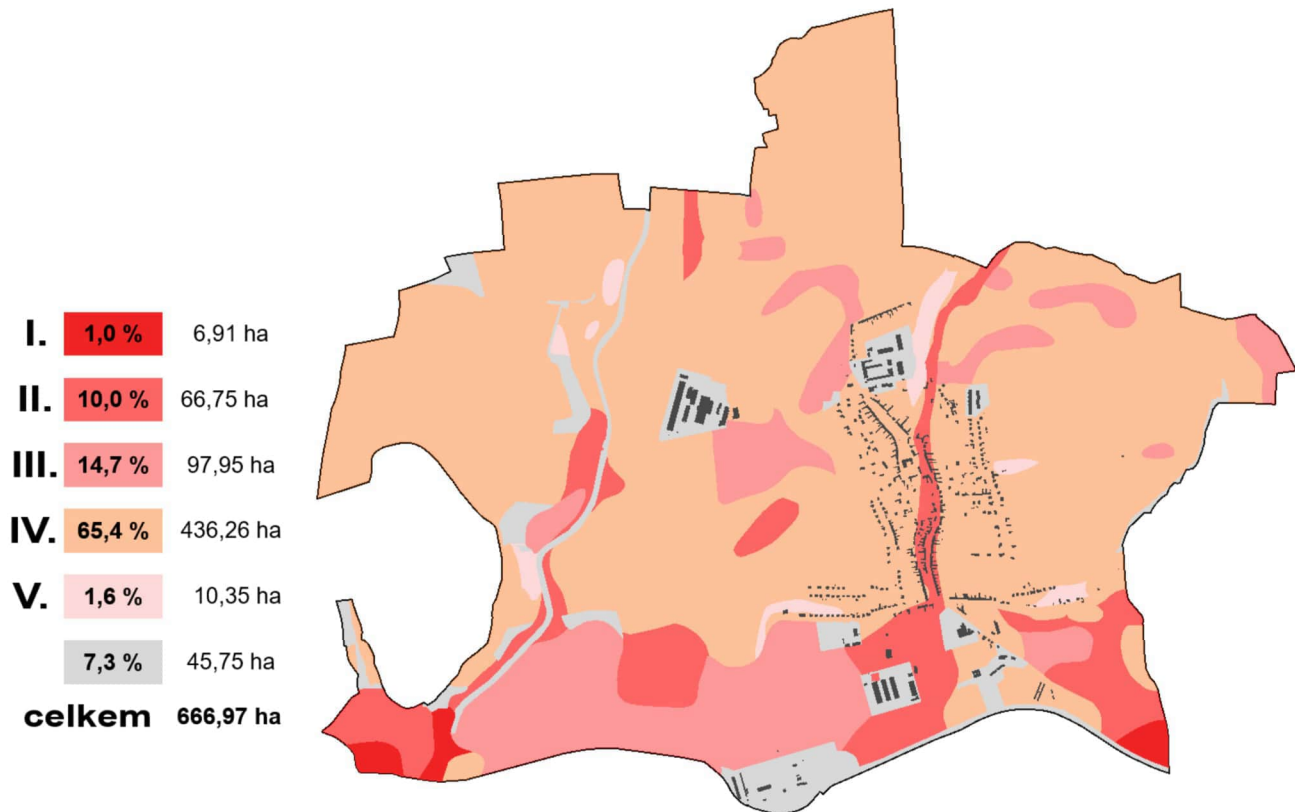 I. 1,0 % 6,91 ha
II. 10,0 % 66,75 ha
III. 14,7 % 97,95 ha
IV. 65,4 % 436,26 ha
V. 1,6 % 10,35 ha
7,3 % 45,75 ha
celkem 666,97 ha